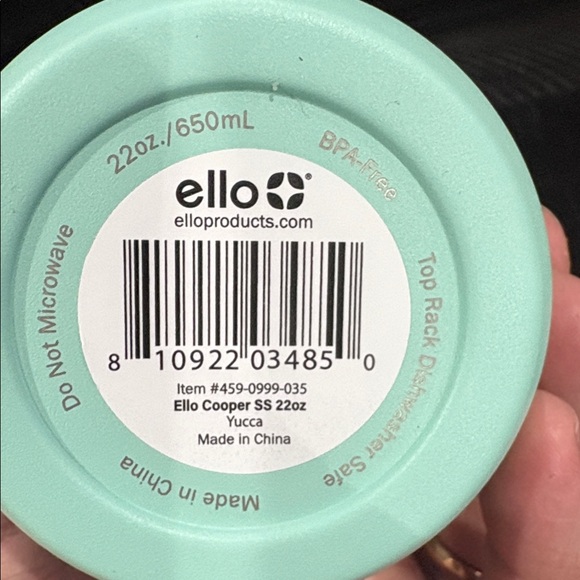 22oz./650mL
BPA-Free
ello®
elloproducts.com
8 10922 03485 0
Item #459-0999-035
Ello Cooper SS 22oz
Yucca
Made in China
Do Not Microwave
Top Rack Dishwasher Safe
Made in China